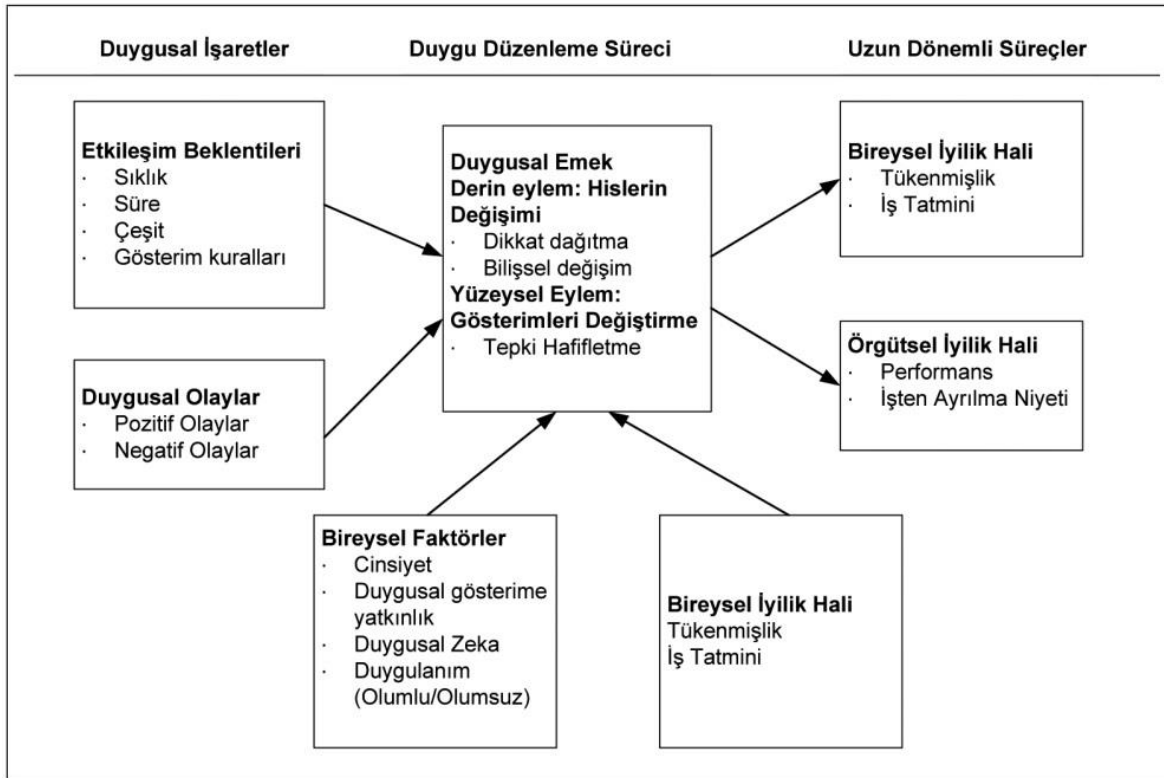 Duygusal İşaretler
Duygu Düzenleme Süreci
Uzun Dönemli Süreçler
Etkileşim Beklentileri
· Sıklık
· Süre
· Çeşit
· Gösterim kuralları
Duygusal Olaylar
· Pozitif Olaylar
· Negatif Olaylar
Duygusal Emek
Derin eylem: Hislerin
Değişimi
· Dikkat dağıtma
· Bilişsel değişim
Yüzeysel Eylem:
Gösterimleri Değiştirme
· Tepki Hafifletme
Bireysel İyilik Hali
· Tükenmişlik
· İş Tatmini
Örgütsel İyilik Hali
· Performans
· İşten Ayrılma Niyeti
Bireysel Faktörler
· Cinsiyet
· Duygusal gösterime
yatkınlık
· Duygusal Zeka
· Duygulanım
(Olumlu/Olumsuz)
Bireysel İyilik Hali
Tükenmişlik
İş Tatmini